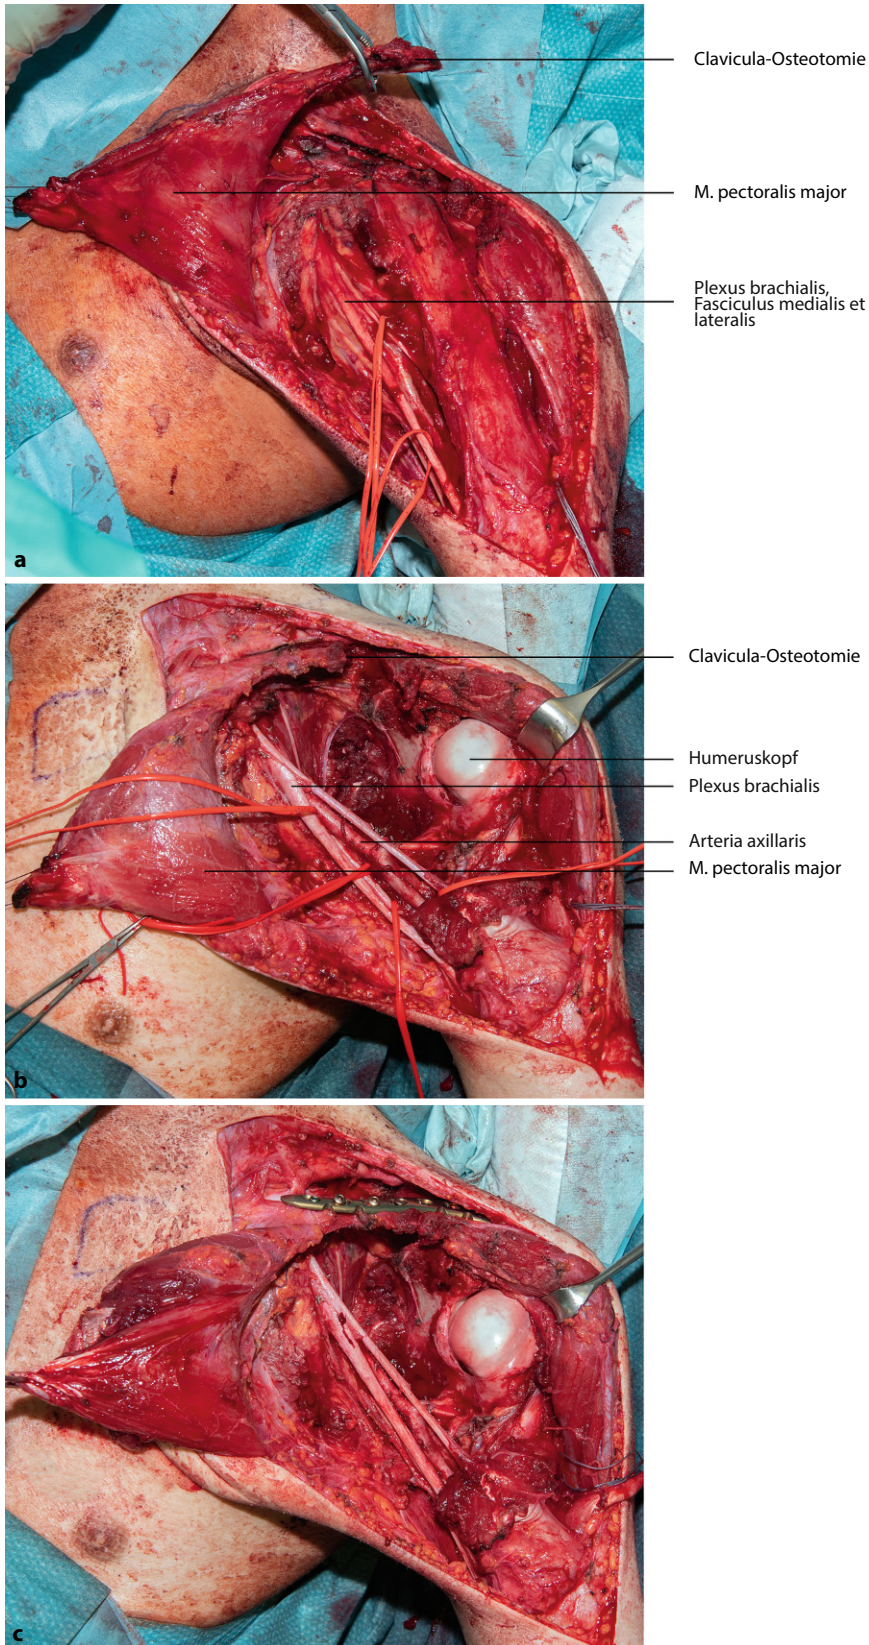 Clavicula-Osteotomie
M. pectoralis major
Plexus brachialis,
Fasciculus medialis et
lateralis
a
Clavicula-Osteotomie
Humeruskopf
Plexus brachialis
Arteria axillaris
M. pectoralis major
b
c